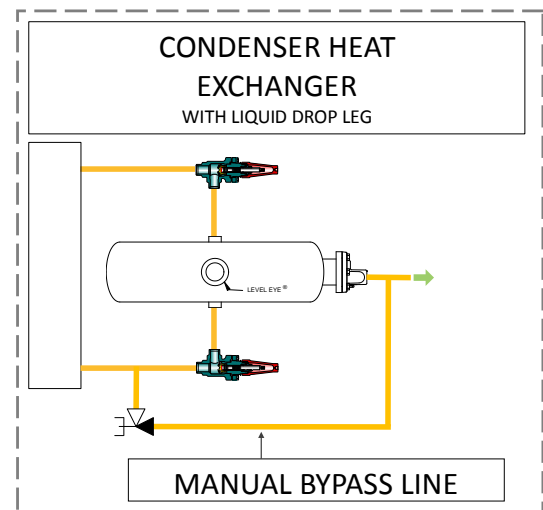 CONDENSER HEAT
EXCHANGER
WITH LIQUID DROP LEG
LEVEL EYE ®
MANUAL BYPASS LINE